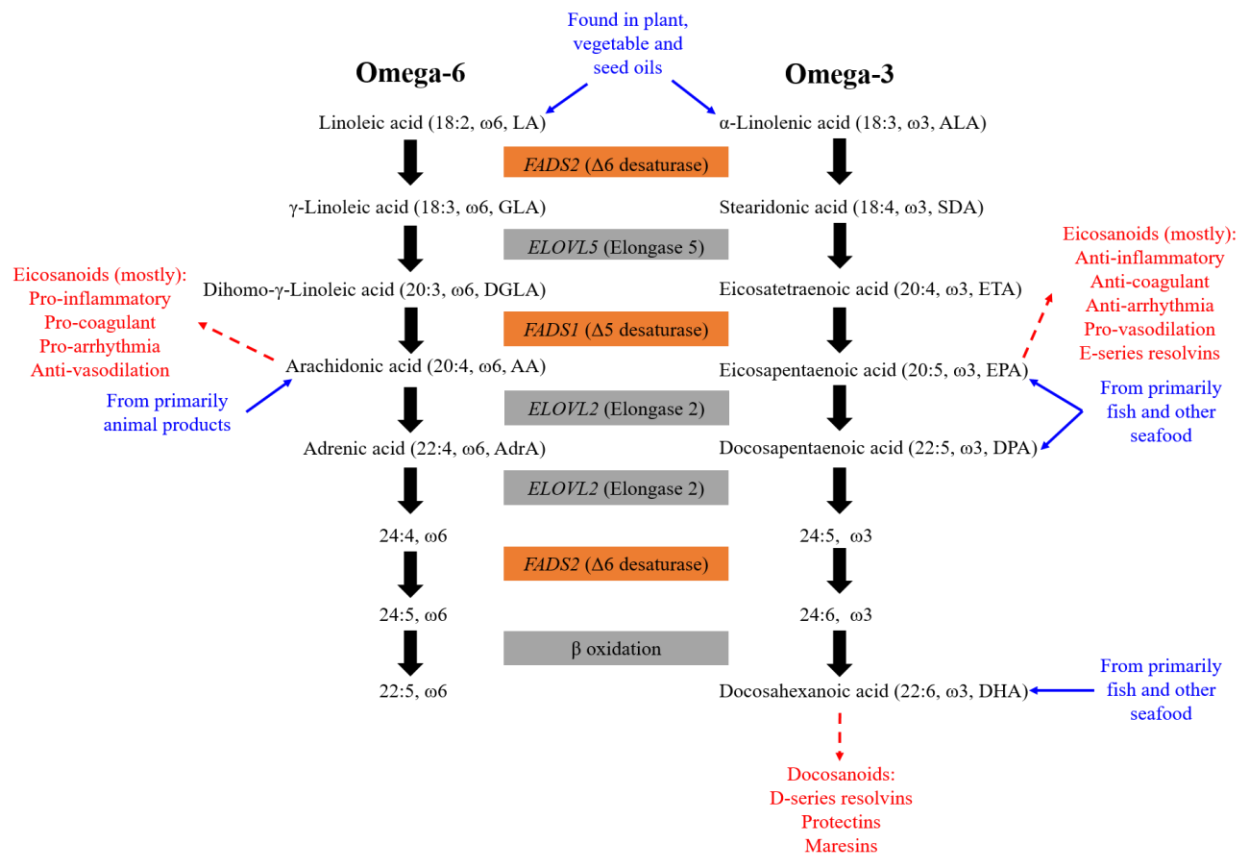 Found in plant,
vegetable and
seed oils
Omega-6
Omega-3
Linoleic acid (18:2, ω6, LA)
α-Linolenic acid (18:3, ω3, ALA)
FADS2 (Δ6 desaturase)
γ-Linoleic acid (18:3, ω6, GLA)
Stearidonic acid (18:4, ω3, SDA)
ELOVL5 (Elongase 5)
Eicosanoids (mostly):
Pro-inflammatory
Pro-coagulant
Pro-arrhythmia
Anti-vasodilation
Eicosanoids (mostly):
Anti-inflammatory
Anti-coagulant
Anti-arrhythmia
Pro-vasodilation
E-series resolvins
Dihomo-γ-Linoleic acid (20:3, ω6, DGLA)
Eicosatetraenoic acid (20:4, ω3, ETA)
FADS1 (Δ5 desaturase)
Arachidonic acid (20:4, ω6, AA)
Eicosapentaenoic acid (20:5, ω3, EPA)
From primarily
animal products
ELOVL2 (Elongase 2)
From primarily
fish and other
seafood
Adrenic acid (22:4, ω6, AdrA)
Docosapentaenoic acid (22:5, ω3, DPA)
ELOVL2 (Elongase 2)
24:4, ω6
24:5, ω3
FADS2 (Δ6 desaturase)
24:5, ω6
24:6, ω3
β oxidation
22:5, ω6
Docosahexanoic acid (22:6, ω3, DHA)
From primarily
fish and other
seafood
Docosanoids:
D-series resolvins
Protectins
Maresins